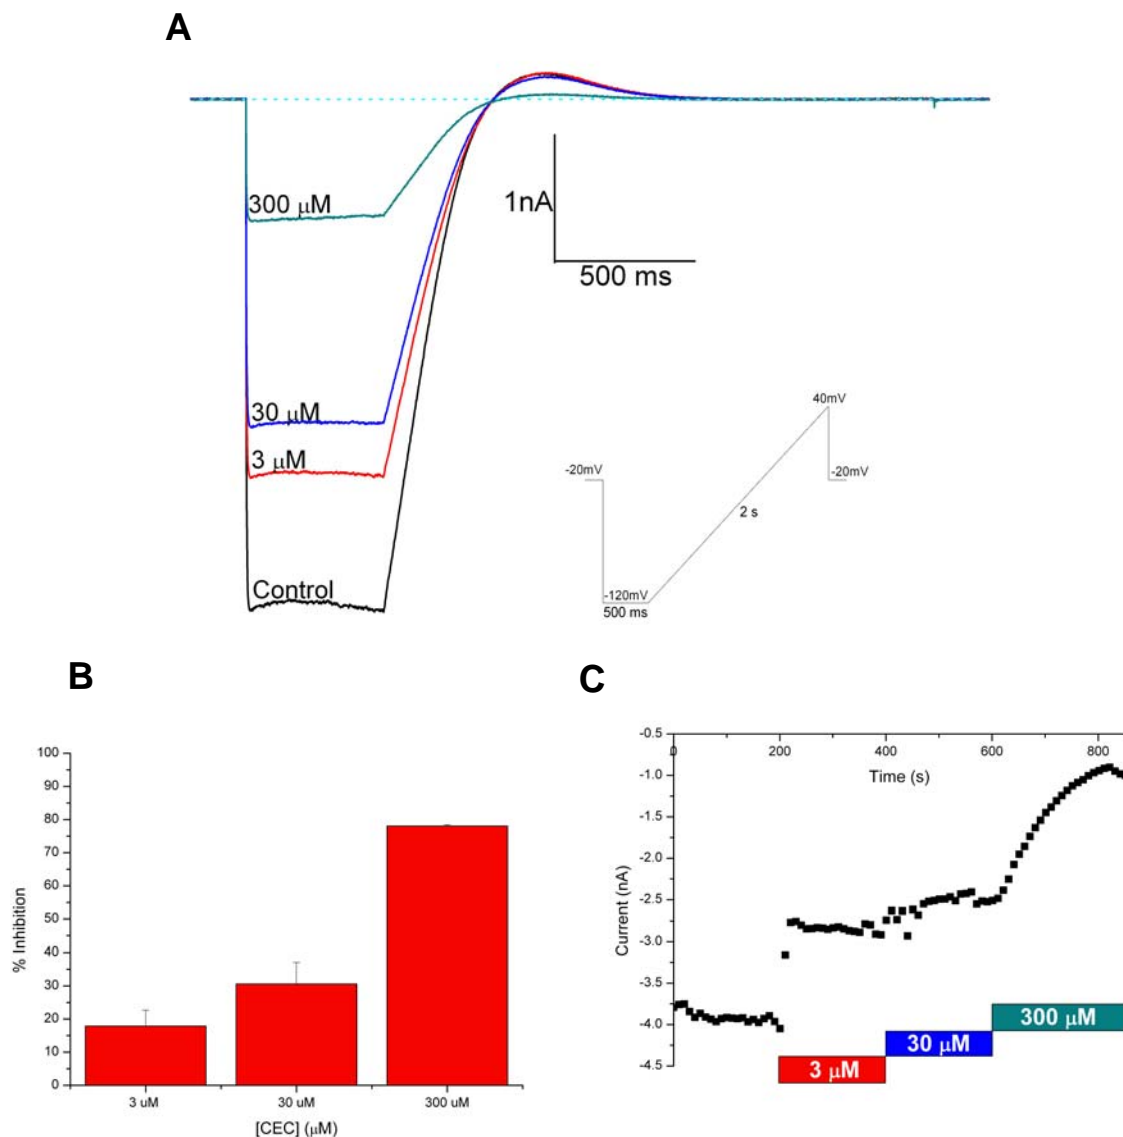 A
300 μM
1nA
500 ms
30 μM
3 μM
Control
40mV
-20mV
-20mV
2 s
-120mV
500 ms
B
C
100
90
80
70
60
50
40
30
20
10
0
% Inhibition
3 uM
30 uM
300 uM
[CEC] (μM)
-0.5
-1.0
-1.5
-2.0
-2.5
-3.0
-3.5
-4.0
-4.5
Current (nA)
0
200
400
600
800
Time (s)
300 μM
30 μM
3 μM